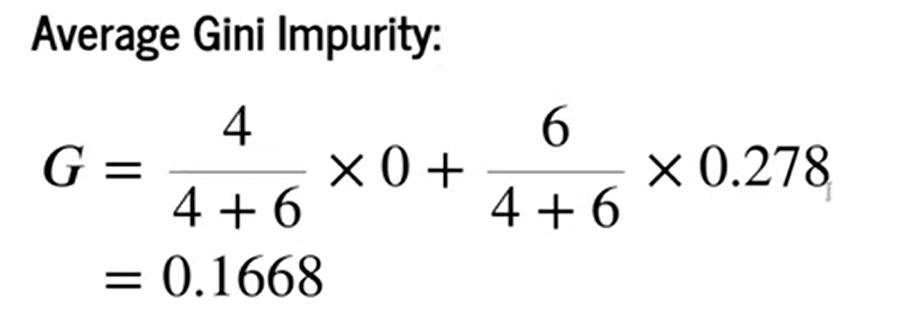 Average Gini Impurity:
G = 4/(4 + 6) × 0 + 6/(4 + 6) × 0.278
= 0.1668